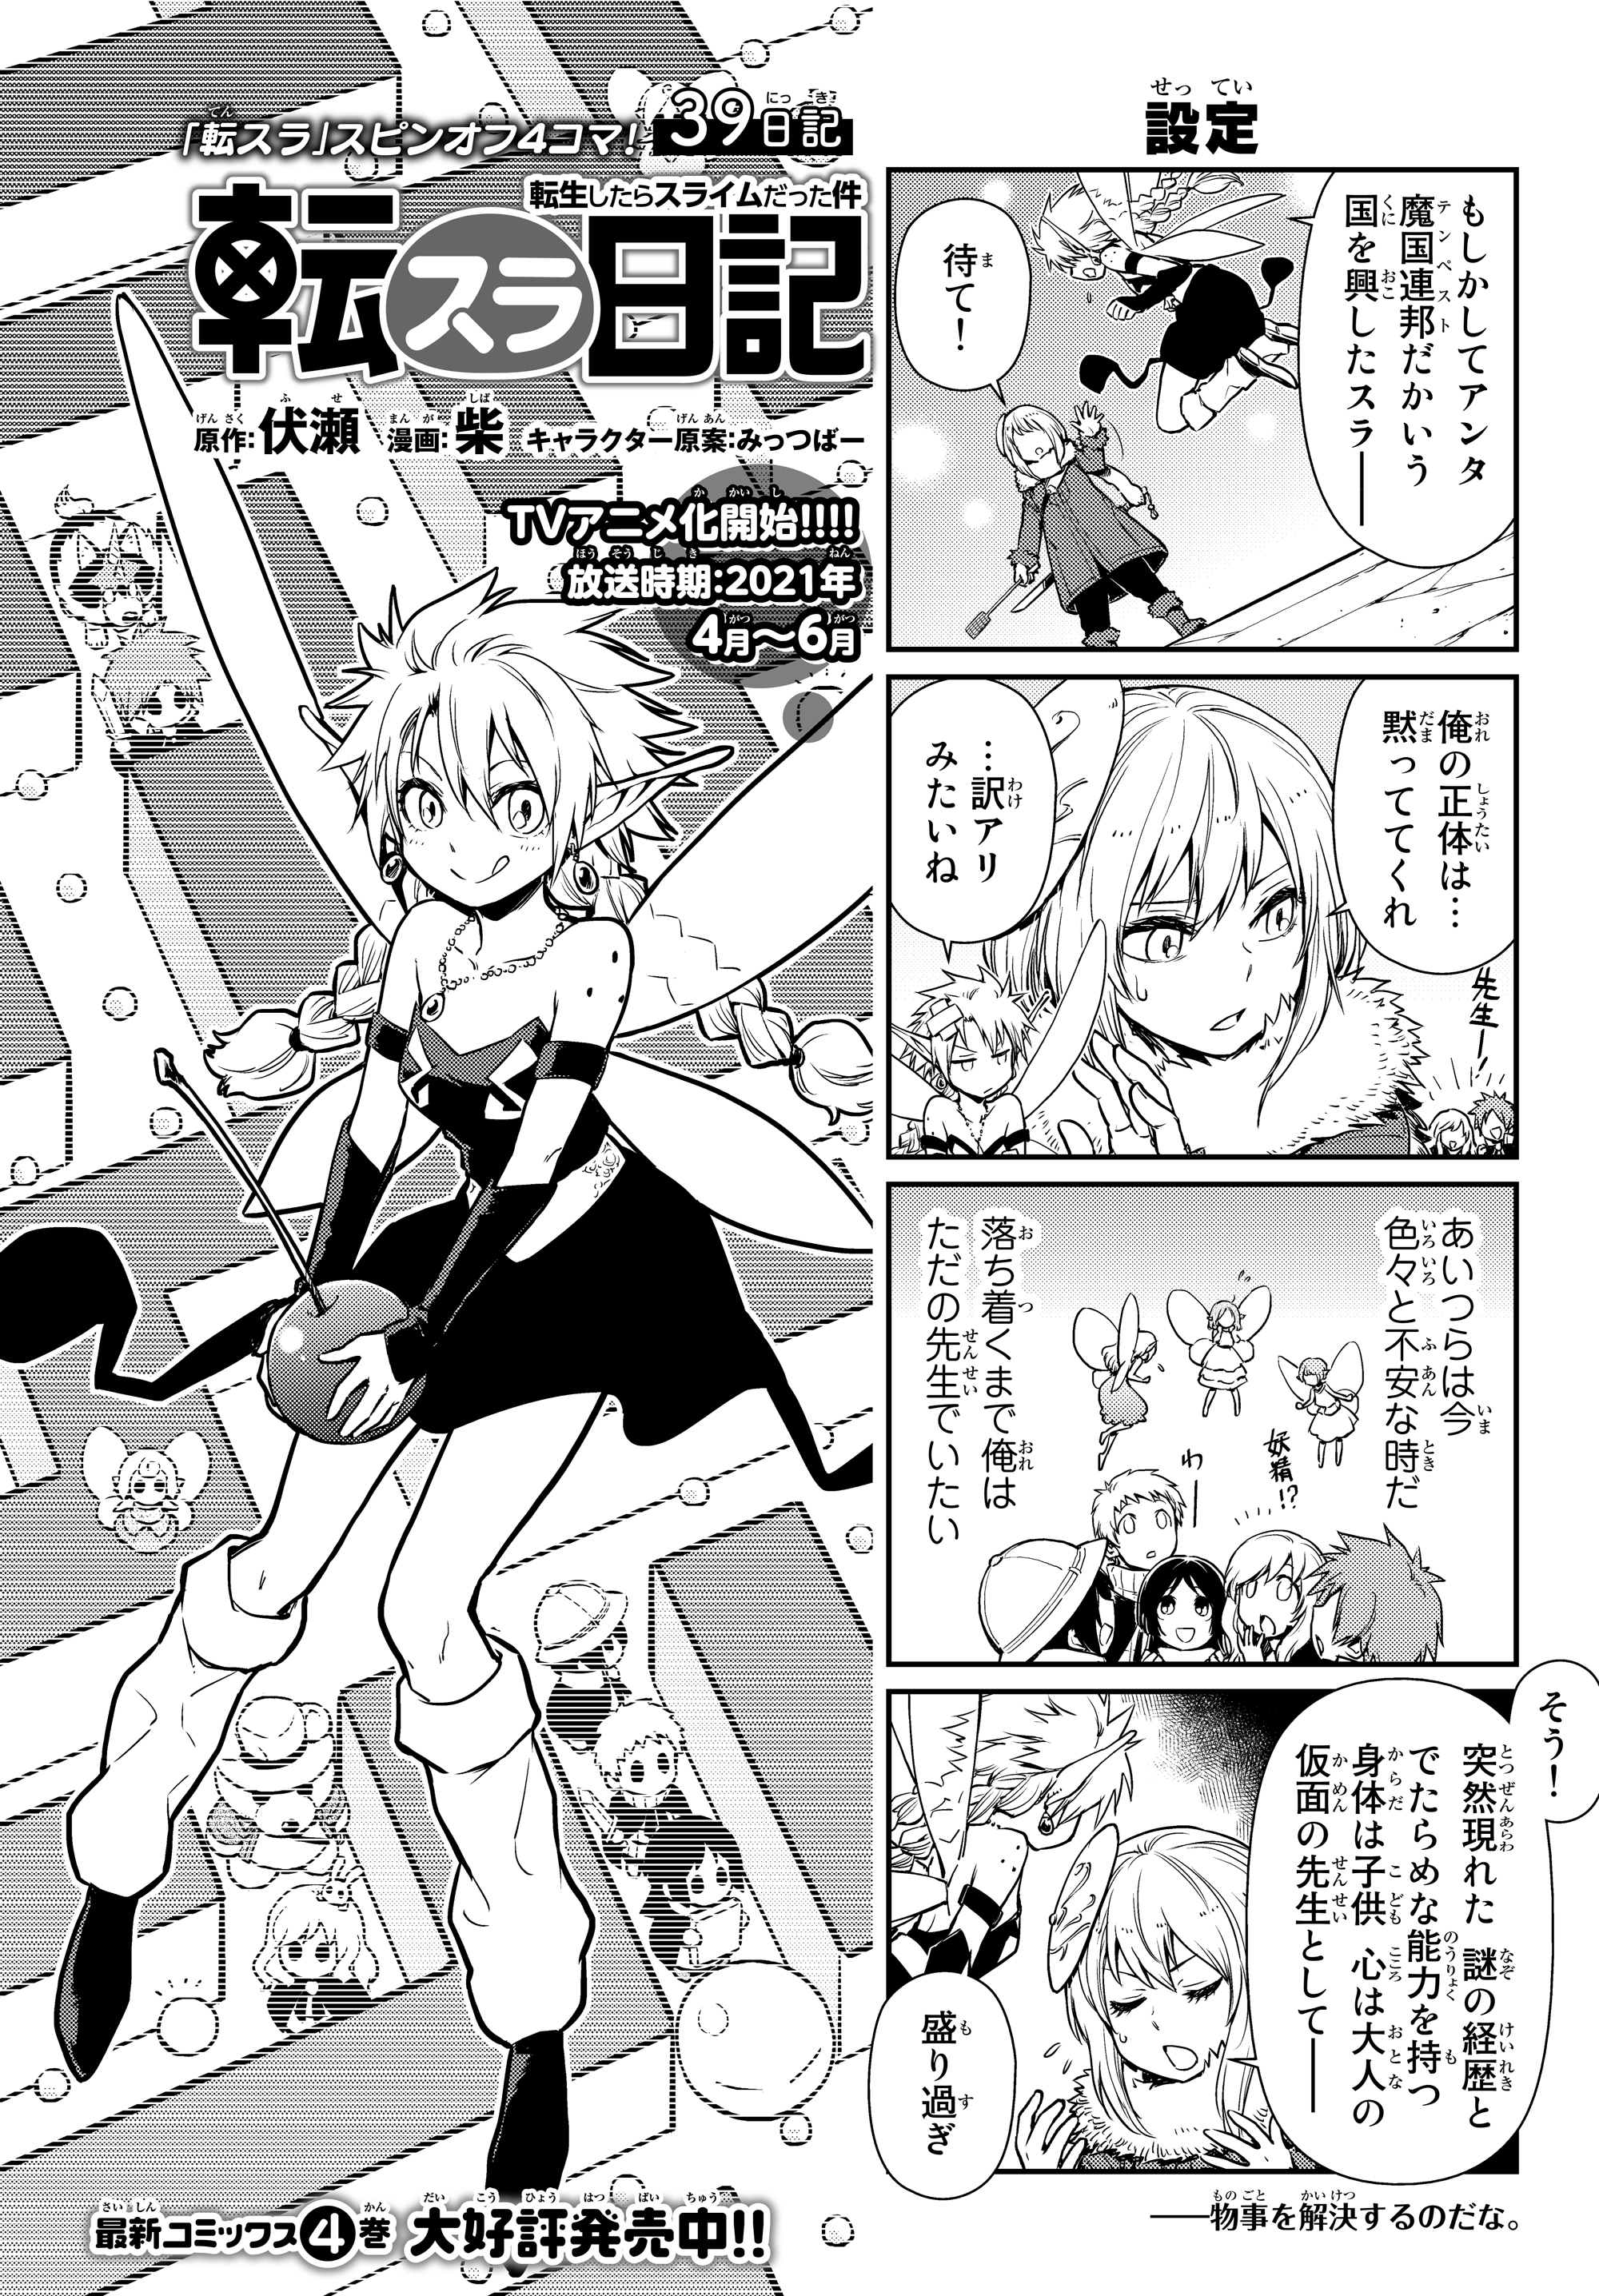 設定
もしかしてアンタ
魔国連邦だかいう
国を興したスラ――
待て!
俺の正体は…
黙っててくれ
…訳アリ
みたいね
先生ー!
あいつらは今
色々と不安な時だ
落ち着くまで俺は
ただの先生でいたい
妖精!?
わー
そう!
突然現れた 謎の経歴と
でたらめな能力を持つ
身体は子供 心は大人の
仮面の先生として――
盛り過ぎ
――物事を解決するのだな。
「転スラ」スピンオフ4コマ!
39日記
転生したらスライムだった件
転スラ日記
原作:伏瀬 漫画:柴 キャラクター原案:みっつばー
TVアニメ化開始!!!!
放送時期:2021年
4月〜6月
最新コミックス4巻 大好評発売中!!